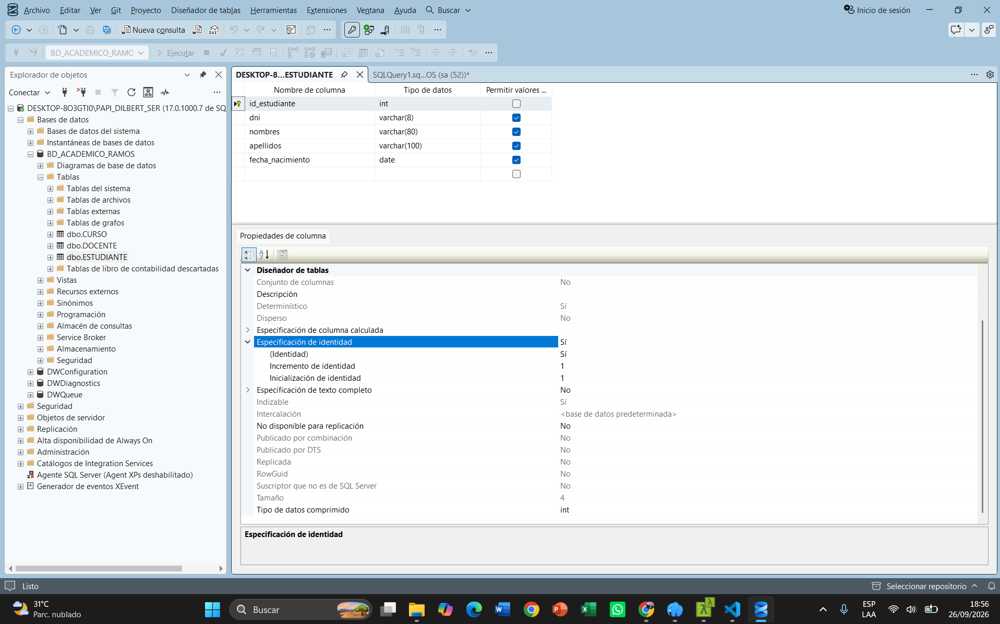 Archivo Editar Ver Git Proyecto Diseñador de tablas Herramientas Extensiones Ventana Ayuda Buscar Inicio de sesión
Nueva consulta DAX
BD_ACADEMICO_RAMC Ejecutar
Explorador de objetos
Conectar
DESKTOP-8O3GTI0\PAPI_DILBERT_SER (17.0.1000.7 de SQ
Bases de datos
Bases de datos del sistema
Instantáneas de bases de datos
BD_ACADEMICO_RAMOS
Diagramas de base de datos
Tablas
Tablas del sistema
Tablas de archivos
Tablas externas
Tablas de grafos
dbo.CURSO
dbo.DOCENTE
dbo.ESTUDIANTE
Tablas de libro de contabilidad descartadas
Vistas
Recursos externos
Sinónimos
Programación
Almacén de consultas
Service Broker
Almacenamiento
Seguridad
DWConfiguration
DWDiagnostics
DWQueue
Seguridad
Objetos de servidor
Replicación
Alta disponibilidad de Always On
Administración
Catálogos de Integration Services
Agente SQL Server (Agent XPs deshabilitado)
Generador de eventos XEvent
DESKTOP-8...ESTUDIANTE SQLQuery1.sq...OS (sa (52))*
Nombre de columna Tipo de datos Permitir valores ...
id_estudiante int
dni varchar(8)
nombres varchar(80)
apellidos varchar(100)
fecha_nacimiento date
Propiedades de columna
Diseñador de tablas
Conjunto de columnas No
Descripción
Determinístico Sí
Disperso No
Especificación de columna calculada
Especificación de identidad Sí
(Identidad) Sí
Incremento de identidad 1
Inicialización de identidad 1
Especificación de texto completo No
Indizable Sí
Intercalación <base de datos predeterminada>
No disponible para replicación No
Publicado por combinación No
Publicado por DTS No
Replicada No
RowGuid No
Suscriptor que no es de SQL Server No
Tamaño 4
Tipo de datos comprimido int
Especificación de identidad
Listo Seleccionar repositorio
31°C
Parc. nublado
Buscar
ESP
LAA
18:56
26/09/2026